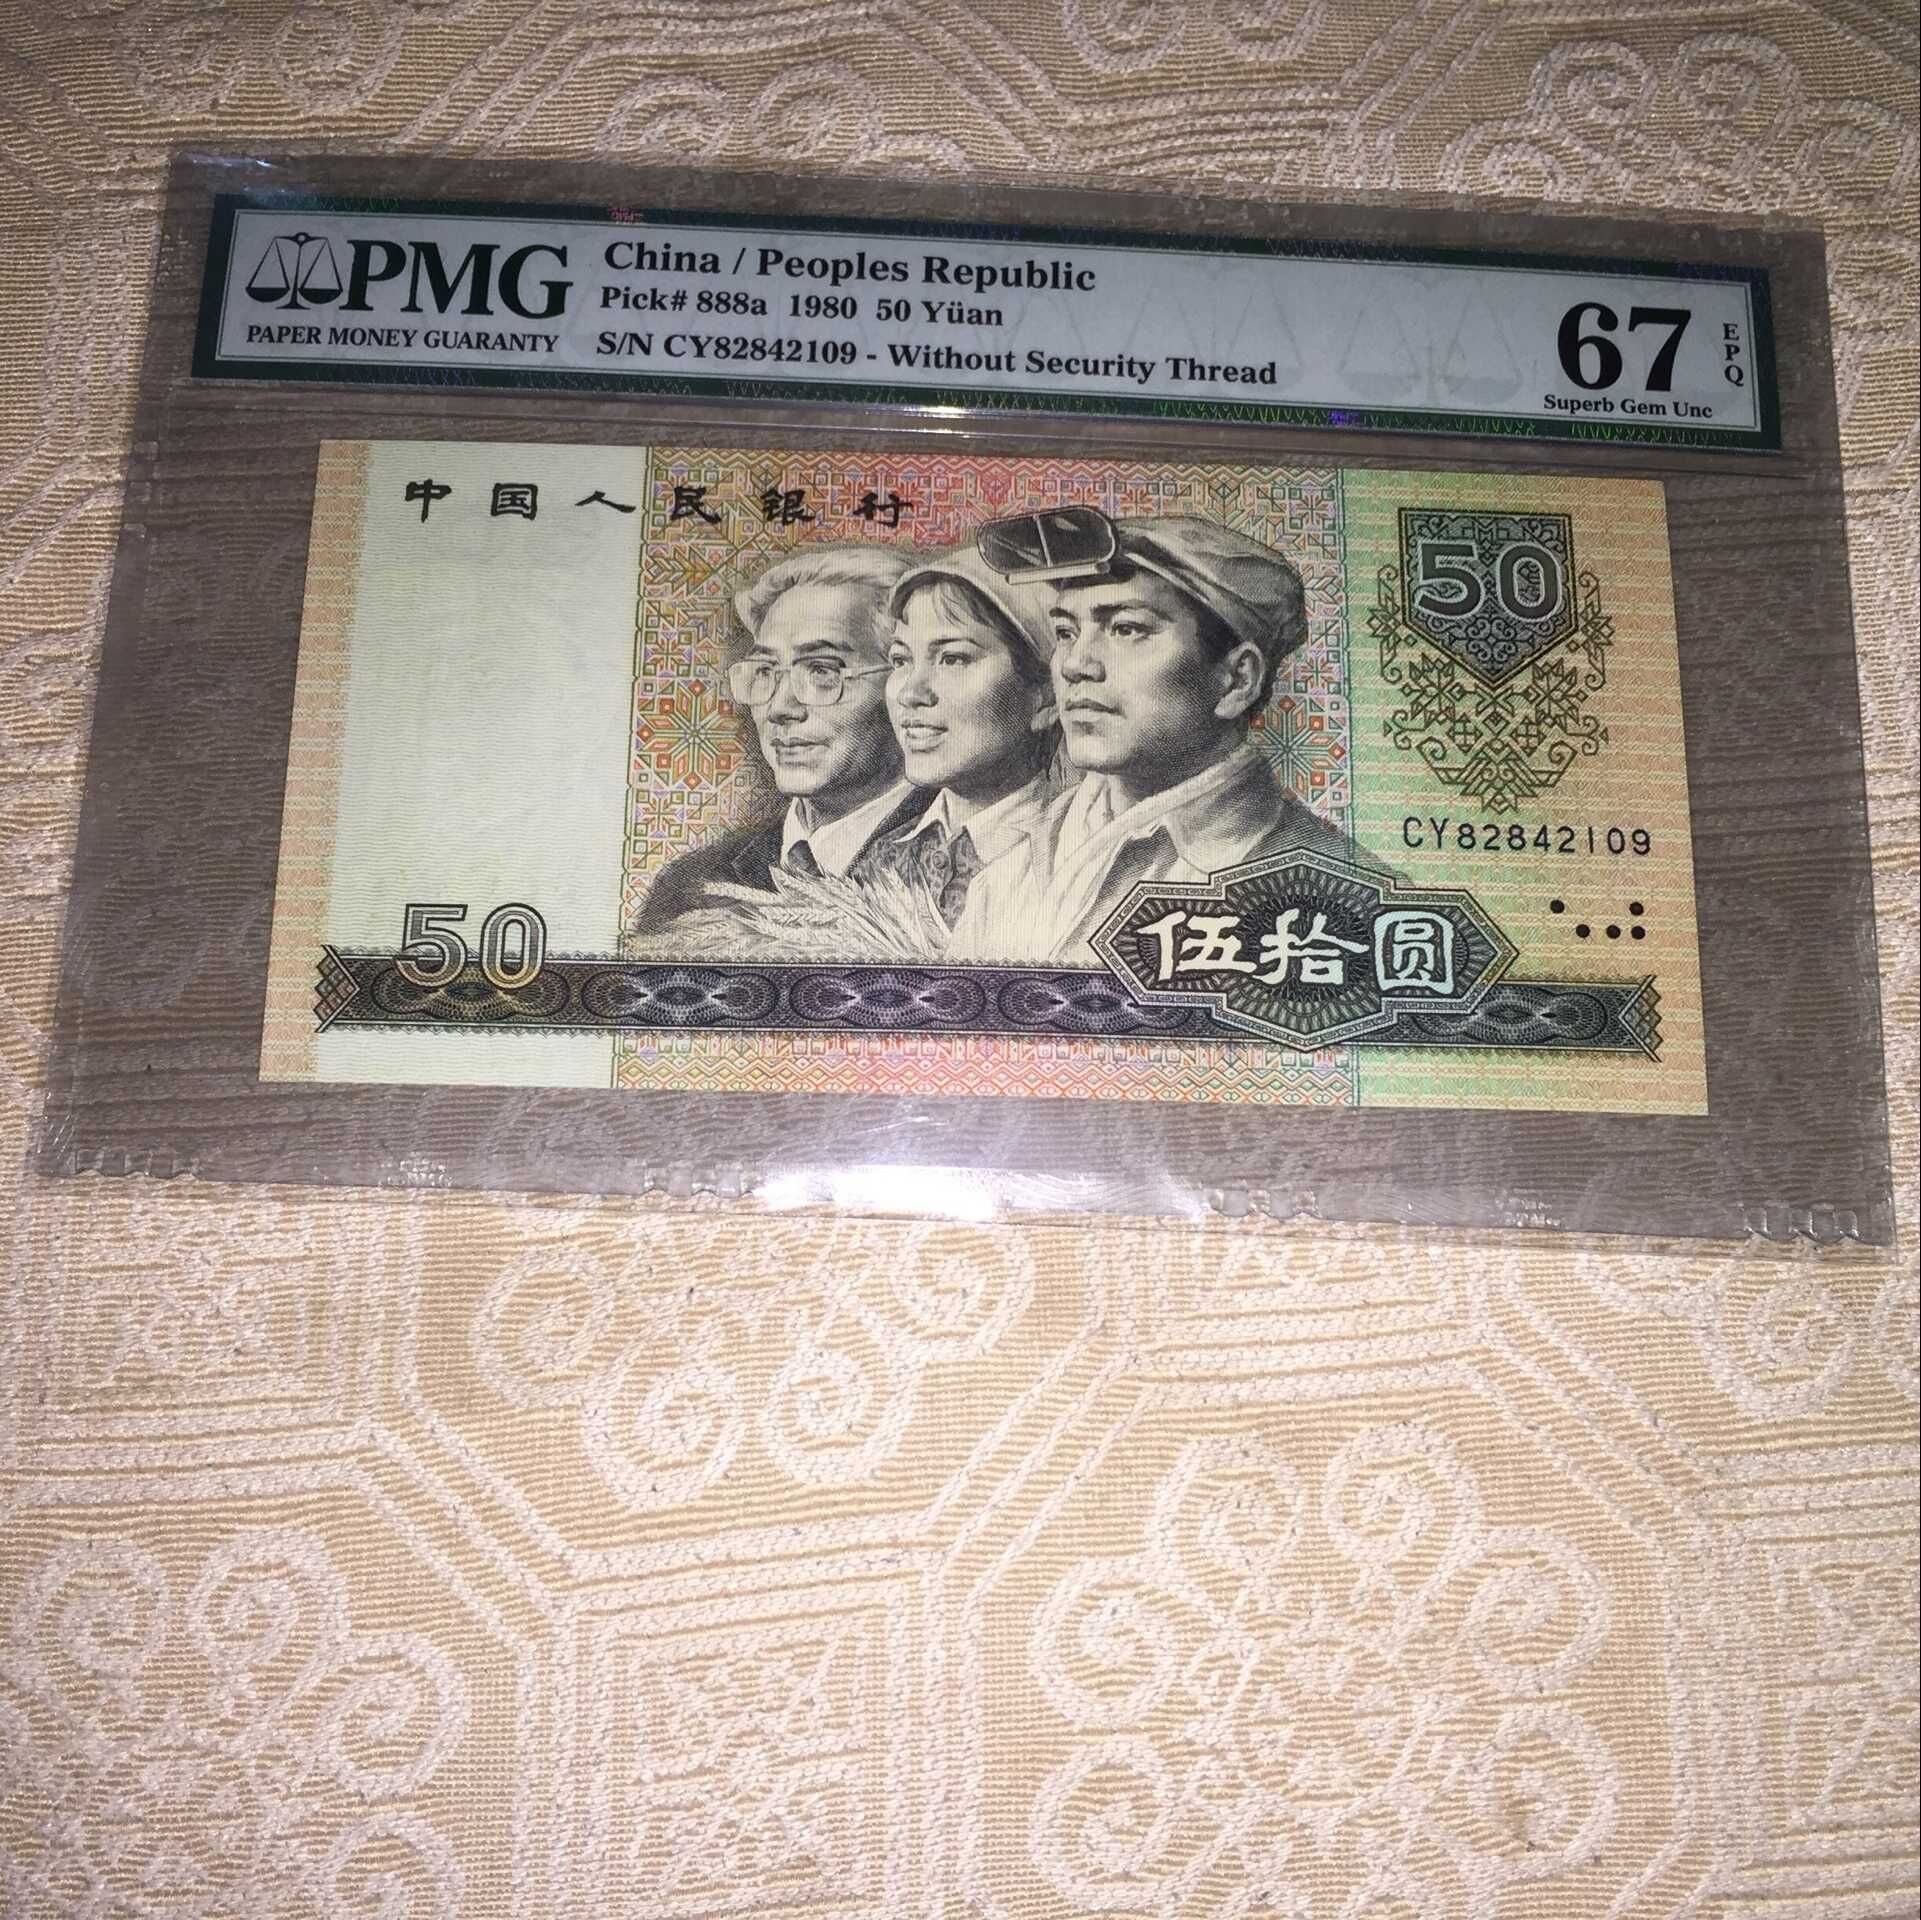 PMG
PAPER MONEY GUARANTY
China / Peoples Republic
Pick# 888a 1980 50 Yüan
S/N CY82842109 - Without Security Thread
67
EPQ
Superb Gem Unc
中国人民银行
50
CY82842109
50
伍拾圆